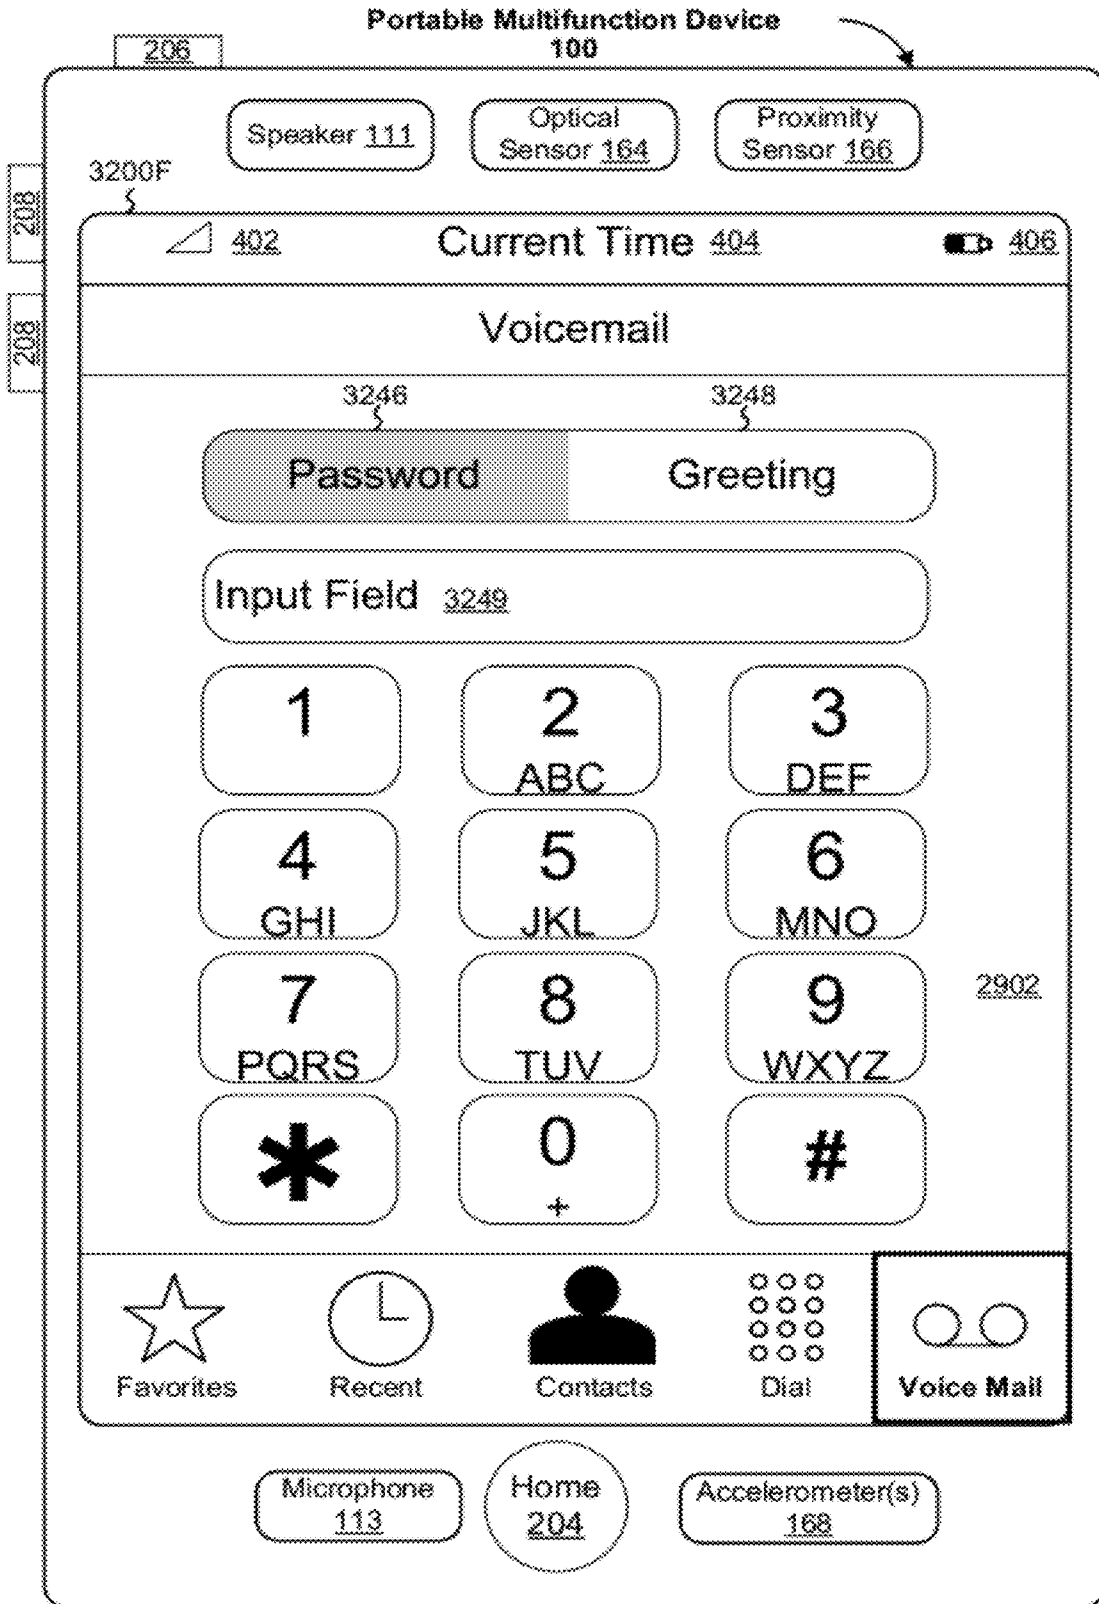 Portable Multifunction Device
100
206
Speaker 111
Optical
Sensor 164
Proximity
Sensor 166
3200F
208
208
402
Current Time 404
406
Voicemail
3246
3248
Password
Greeting
Input Field 3249
1
2
ABC
3
DEF
4
GHI
5
JKL
6
MNO
7
PQRS
8
TUV
9
WXYZ
2902
*
0
+
#
Favorites
Recent
Contacts
Dial
Voice Mail
Microphone
113
Home
204
Accelerometer(s)
168